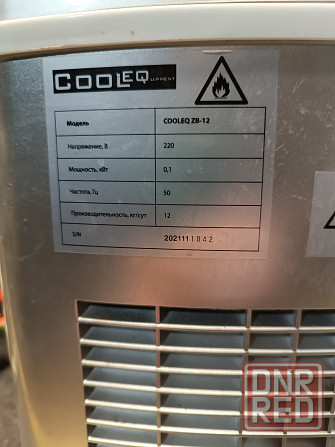 COOLEQUIPMENT
Модель COOLEQ ZB-12
Напряжение, В 220
Мощность, кВт 0,1
Частота, Гц 50
Производительность, кг/сут 12
S/N 2021111842
DNR
RED